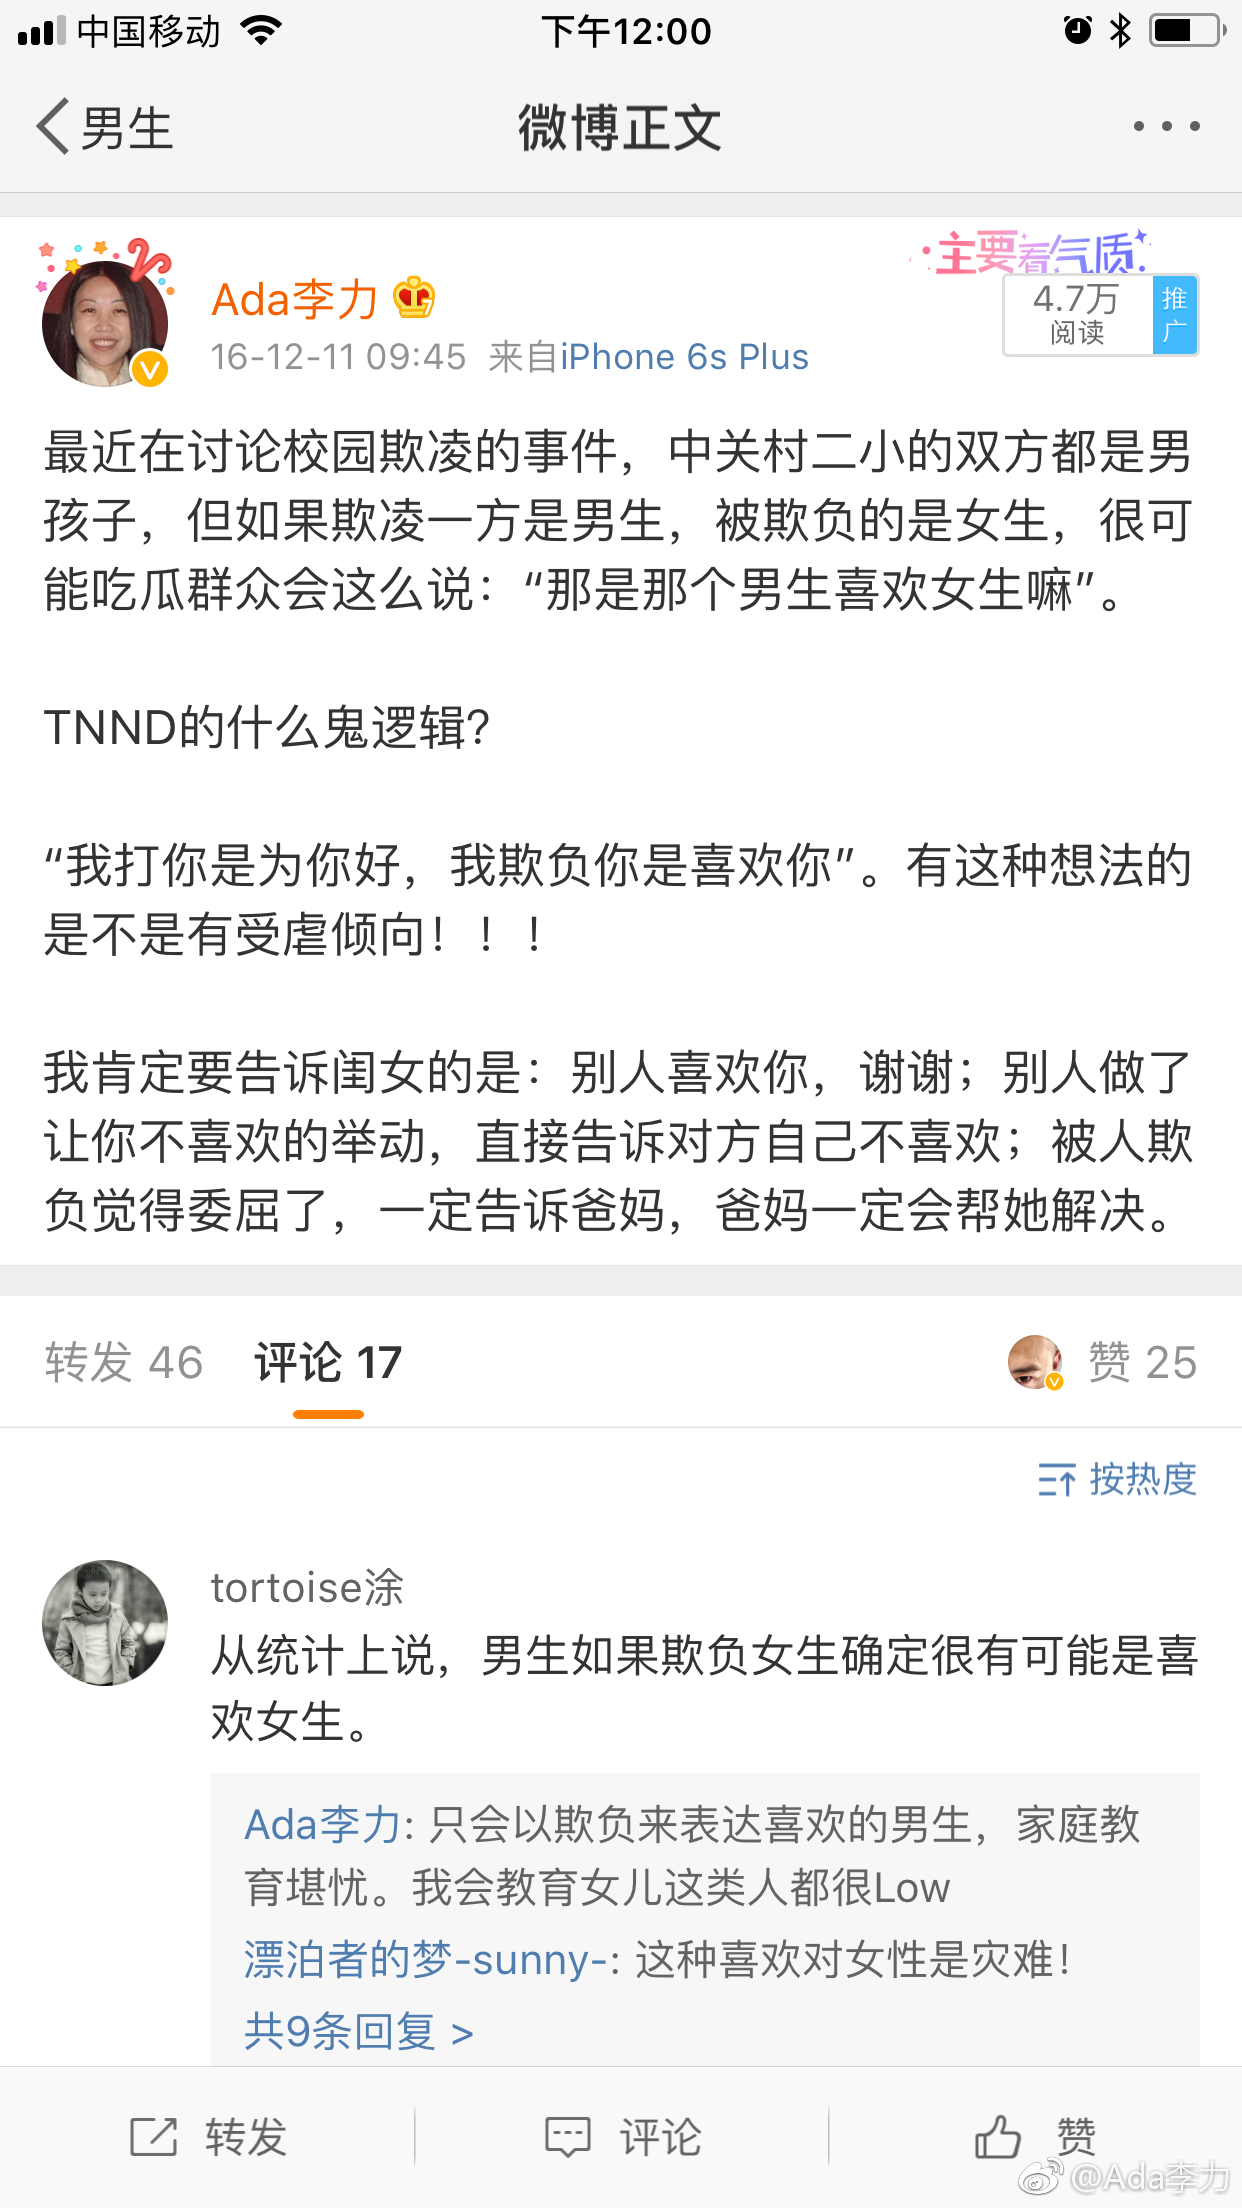 中国移动
下午12:00
男生
微博正文
主要看气质
Ada李力
4.7万
阅读
推广
16-12-11 09:45 来自iPhone 6s Plus
最近在讨论校园欺凌的事件，中关村二小的双方都是男
孩子，但如果欺凌一方是男生，被欺负的是女生，很可
能吃瓜群众会这么说：“那是那个男生喜欢女生嘛”。
TNND的什么鬼逻辑？
“我打你是为你好，我欺负你是喜欢你”。有这种想法的
是不是有受虐倾向！！！
我肯定要告诉闺女的是：别人喜欢你，谢谢；别人做了
让你不喜欢的举动，直接告诉对方自己不喜欢；被人欺
负觉得委屈了，一定告诉爸妈，爸妈一定会帮她解决。
转发 46
评论 17
赞 25
按热度
tortoise涂
从统计上说，男生如果欺负女生确定很有可能是喜
欢女生。
Ada李力: 只会以欺负来表达喜欢的男生，家庭教
育堪忧。我会教育女儿这类人都很Low
漂泊者的梦-sunny-: 这种喜欢对女性是灾难！
共9条回复 >
转发
评论
赞
@Ada李力